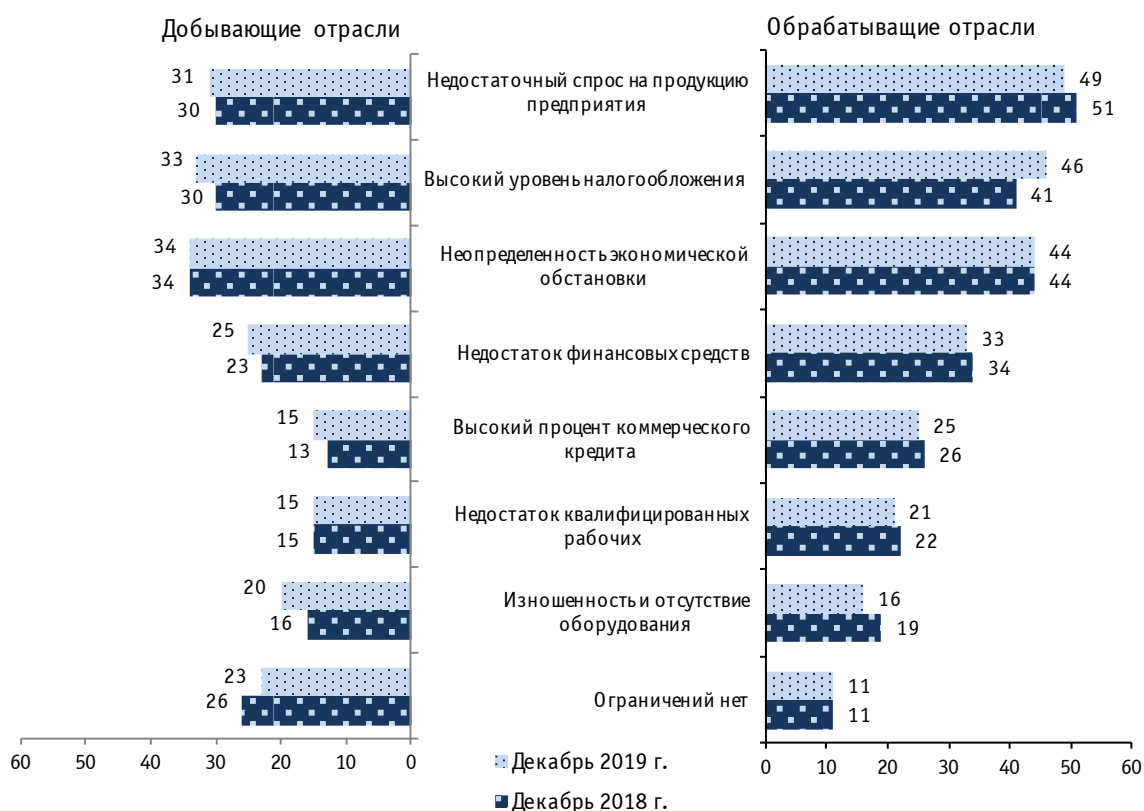 Добывающие отрасли
Обрабатыващие отрасли
31
30
Недостаточный спрос на продукцию
предприятия
49
51
33
30
Высокий уровень налогообложения
46
41
34
34
Неопределенность экономической
обстановки
44
44
25
23
Недостаток финансовых средств
33
34
15
13
Высокий процент коммерческого
кредита
25
26
15
15
Недостаток квалифицированных
рабочих
21
22
20
16
Изношенность и отсутствие
оборудования
16
19
23
26
Ограничений нет
11
11
60 50 40 30 20 10 0
0 10 20 30 40 50 60
Декабрь 2019 г.
Декабрь 2018 г.